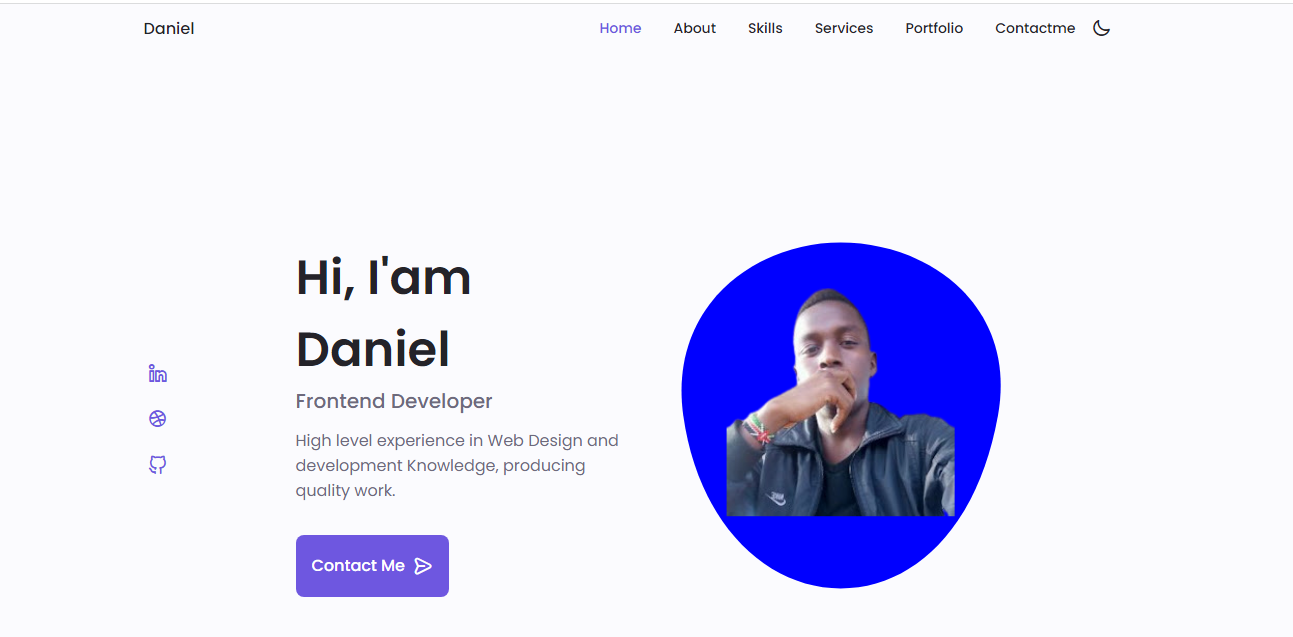 Daniel
Home About Skills Services Portfolio Contactme
Hi, I'am
Daniel
Frontend Developer
High level experience in Web Design and
development Knowledge, producing
quality work.
Contact Me